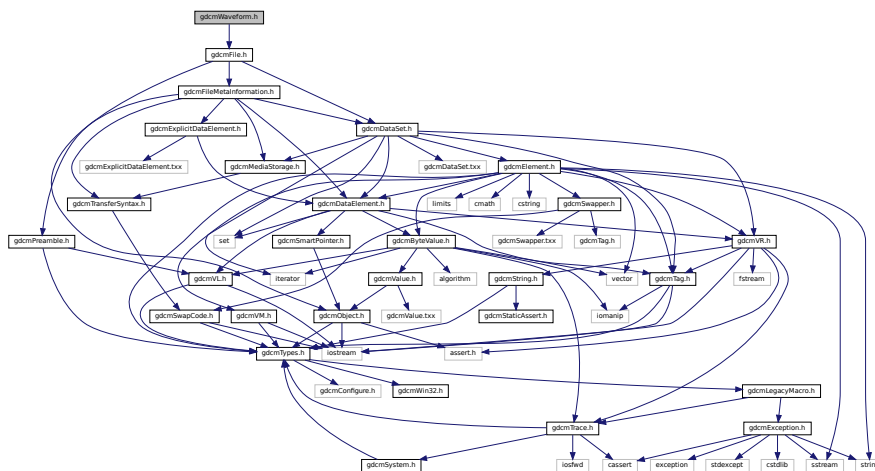 gdcmWaveform.h
gdcmFile.h
gdcmFileMetaInformation.h
gdcmExplicitDataElement.h
gdcmDataSet.h
gdcmExplicitDataElement.txx
gdcmMediaStorage.h
gdcmDataSet.txx
gdcmElement.h
gdcmTransferSyntax.h
gdcmDataElement.h
limits
cmath
cstring
gdcmSwapper.h
gdcmPreamble.h
set
gdcmSmartPointer.h
gdcmByteValue.h
gdcmSwapper.txx
gdcmTag.h
gdcmVR.h
gdcmVL.h
iterator
gdcmValue.h
algorithm
gdcmString.h
vector
gdcmTag.h
fstream
gdcmSwapCode.h
gdcmVM.h
gdcmObject.h
gdcmValue.txx
gdcmStaticAssert.h
iomanip
gdcmTypes.h
iostream
assert.h
gdcmConfigure.h
gdcmWin32.h
gdcmLegacyMacro.h
gdcmTrace.h
gdcmException.h
gdcmSystem.h
iosfwd
cassert
exception
stdexcept
cstdlib
sstream